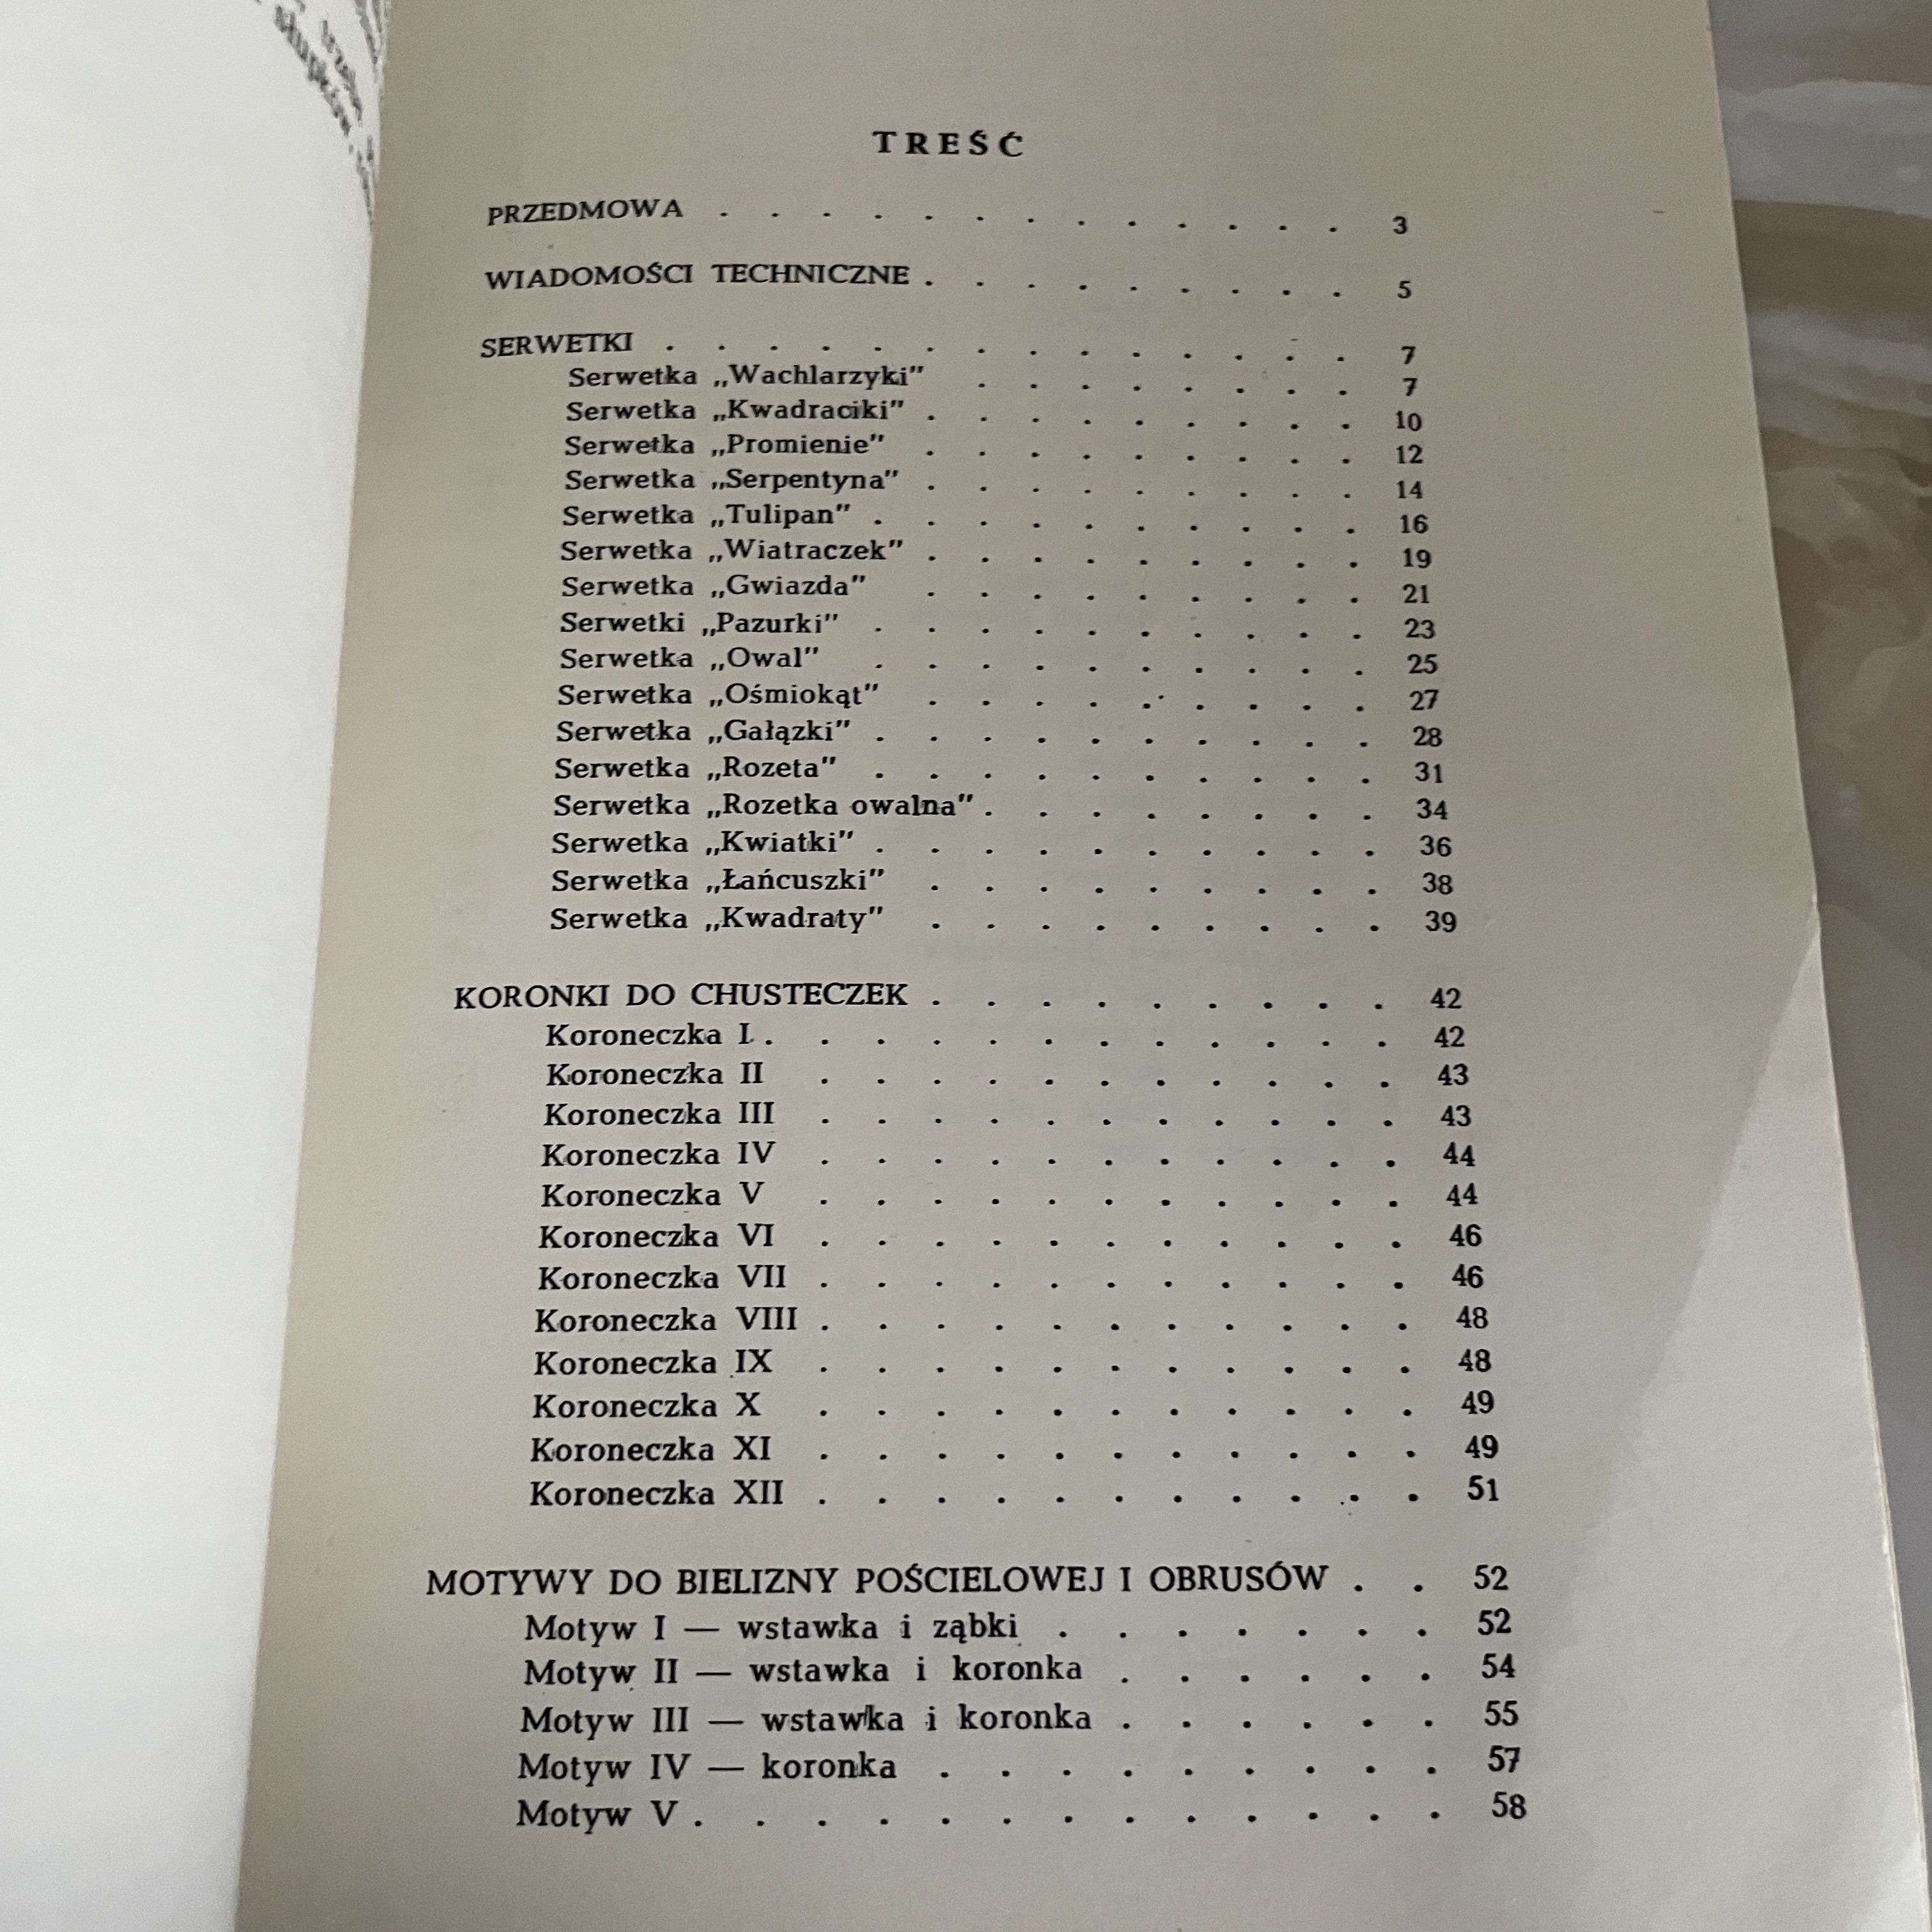 słupków,
TREŚĆ
PRZEDMOWA . . . . . . . . . . . . . 3
WIADOMOŚCI TECHNICZNE . . . . . . . . . 5
SERWETKI . . . . . . . . . . . . . . 7
Serwetka „Wachlarzyki” . . . . . . . . 7
Serwetka „Kwadraciki” . . . . . . . . . 10
Serwetka „Promienie” . . . . . . . . . 12
Serwetka „Serpentyna” . . . . . . . . . 14
Serwetka „Tulipan” . . . . . . . . . . 16
Serwetka „Wiatraczek” . . . . . . . . . 19
Serwetka „Gwiazda” . . . . . . . . . 21
Serwetki „Pazurki” . . . . . . . . . . 23
Serwetka „Owal” . . . . . . . . . . 25
Serwetka „Ośmiokąt” . . . . . . . . . 27
Serwetka „Gałązki” . . . . . . . . . . 28
Serwetka „Rozeta” . . . . . . . . . . 31
Serwetka „Rozetka owalna” . . . . . . . . 34
Serwetka „Kwiatki” . . . . . . . . . . 36
Serwetka „Łańcuszki” . . . . . . . . . 38
Serwetka „Kwadraty” . . . . . . . . . 39
KORONKI DO CHUSTECZEK . . . . . . . . . 42
Koroneczka I . . . . . . . . . . . . 42
Koroneczka II . . . . . . . . . . . 43
Koroneczka III . . . . . . . . . . . 43
Koroneczka IV . . . . . . . . . . . 44
Koroneczka V . . . . . . . . . . . 44
Koroneczka VI . . . . . . . . . . . 46
Koroneczka VII . . . . . . . . . . . 46
Koroneczka VIII . . . . . . . . . . . 48
Koroneczka IX . . . . . . . . . . . 48
Koroneczka X . . . . . . . . . . . 49
Koroneczka XI . . . . . . . . . . . 49
Koroneczka XII . . . . . . . . . . . 51
MOTYWY DO BIELIZNY POŚCIELOWEJ I OBRUSÓW . . 52
Motyw I — wstawka i ząbki . . . . . . . 52
Motyw II — wstawka i koronka . . . . . . 54
Motyw III — wstawka i koronka . . . . . . 55
Motyw IV — koronka . . . . . . . . . 57
Motyw V . . . . . . . . . . . . . 58